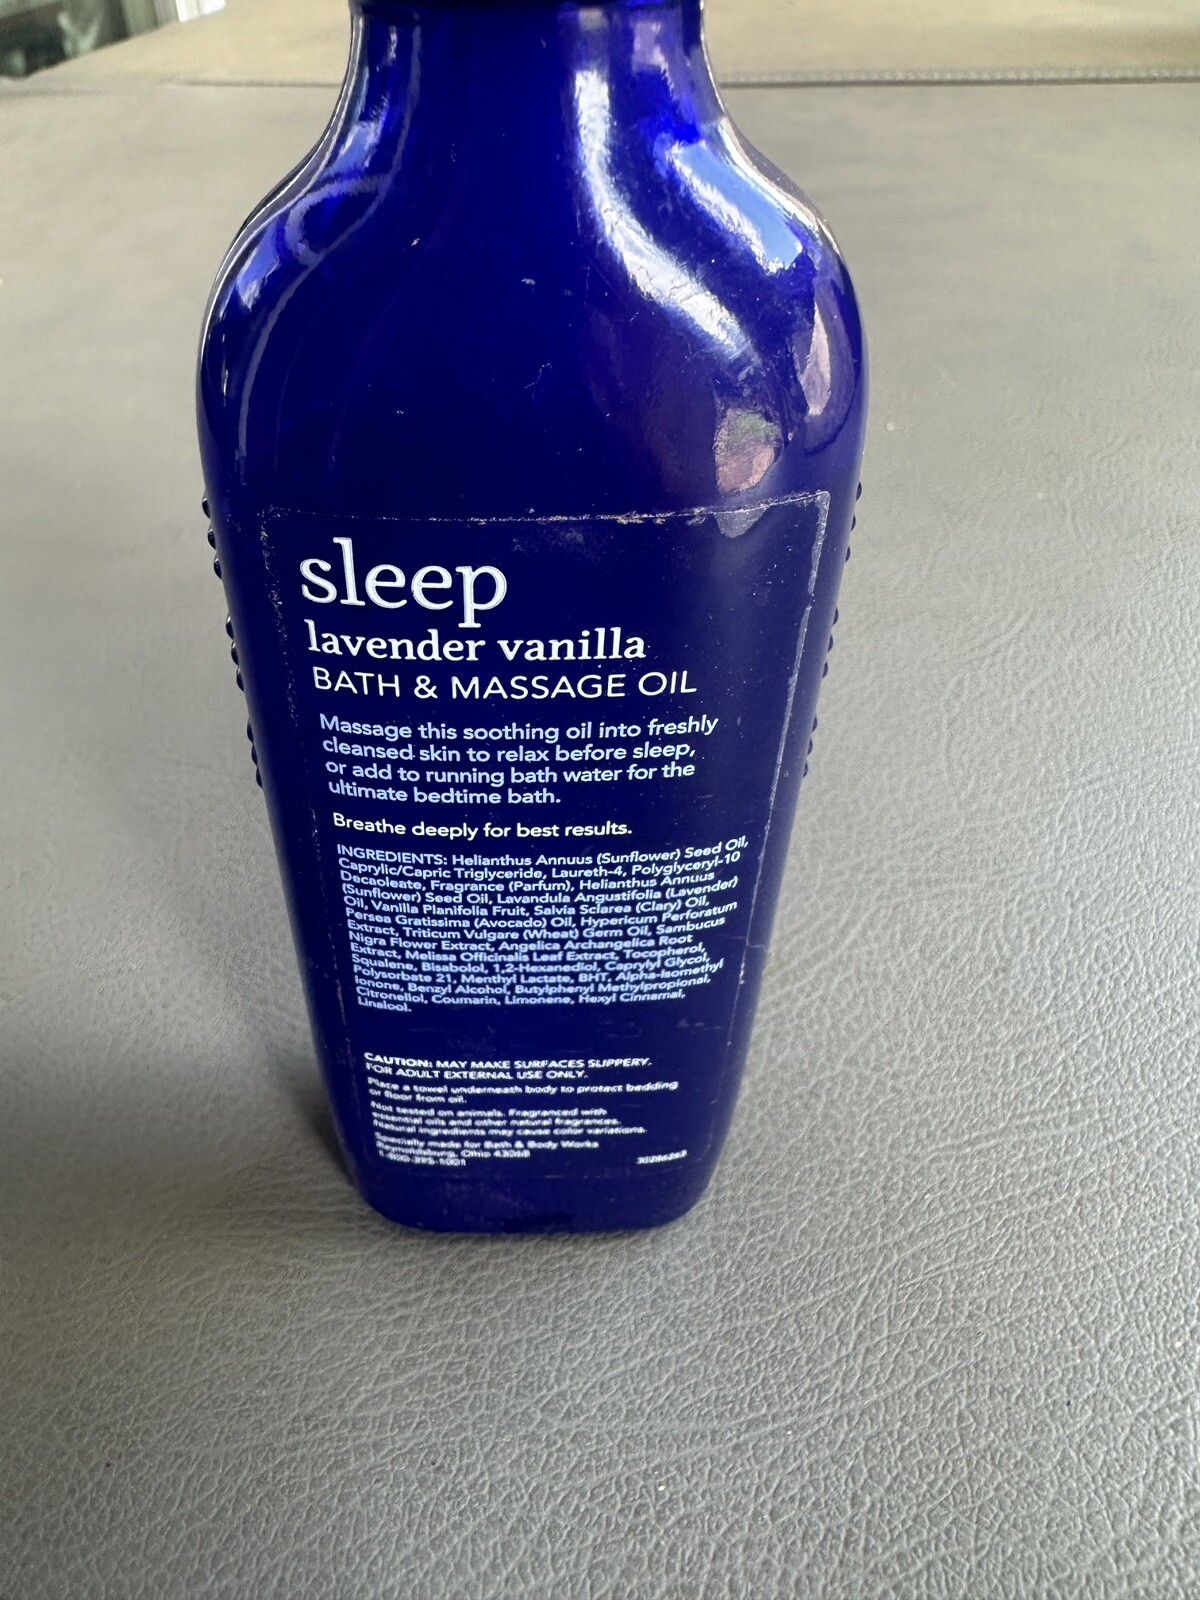 sleep
lavender vanilla
BATH & MASSAGE OIL
Massage this soothing oil into freshly
cleansed skin to relax before sleep,
or add to running bath water for the
ultimate bedtime bath.
Breathe deeply for best results.
INGREDIENTS: Helianthus Annuus (Sunflower) Seed Oil,
Caprylic/Capric Triglyceride, Laureth-4, Polyglyceryl-10
Decaoleate, Fragrance (Parfum), Helianthus Annuus
(Sunflower) Seed Oil, Lavandula Angustifolia (Lavender)
Oil, Vanilla Planifolia Fruit, Salvia Sclarea (Clary) Oil,
Persea Gratissima (Avocado) Oil, Hypericum Perforatum
Extract, Triticum Vulgare (Wheat) Germ Oil, Sambucus
Nigra Flower Extract, Angelica Archangelica Root
Extract, Melissa Officinalis Leaf Extract, Tocopherol,
Squalene, Bisabolol, 1,2-Hexanediol, Caprylyl Glycol,
Polysorbate 21, Menthyl Lactate, BHT, Alpha-Isomethyl
Ionone, Benzyl Alcohol, Butylphenyl Methylpropional,
Citronellol, Coumarin, Limonene, Hexyl Cinnamal,
Linalool.
CAUTION: MAY MAKE SURFACES SLIPPERY.
FOR ADULT EXTERNAL USE ONLY.
Place a towel underneath body to protect bedding
or floor from oil.
Not tested on animals. Fragranced with
essential oils and other natural fragrances.
Natural ingredients may cause color variations.
Specially made for Bath & Body Works
Reynoldsburg, Ohio 43068